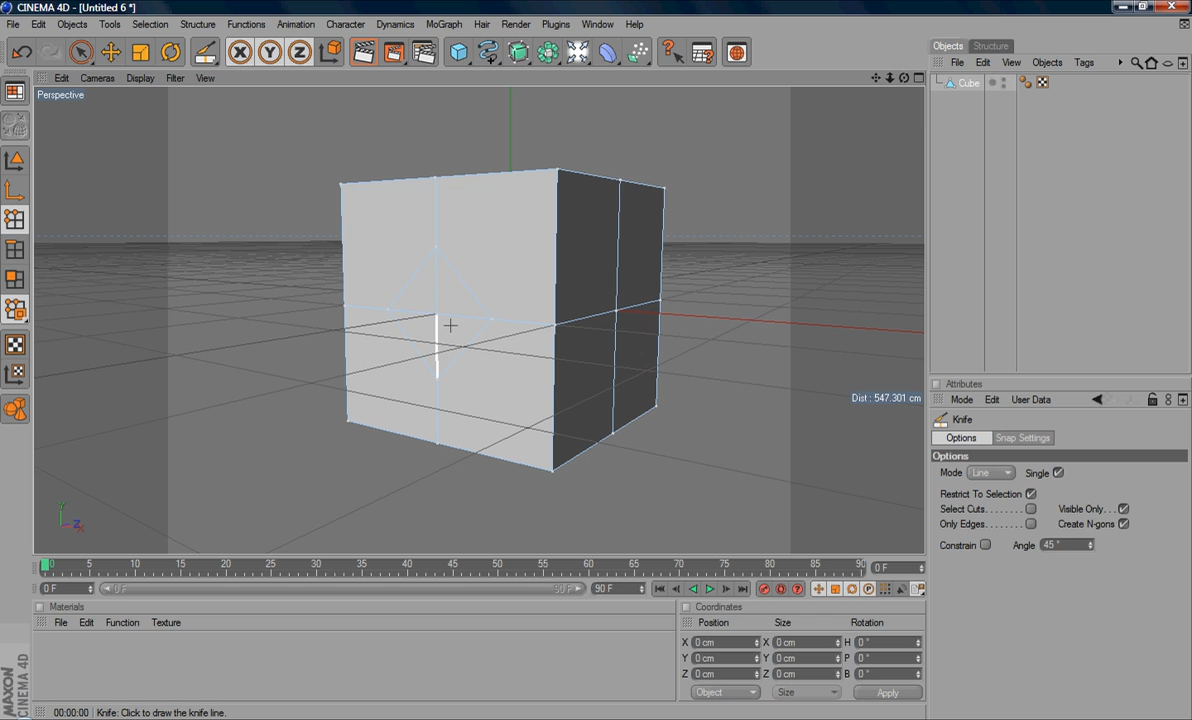 CINEMA 4D - [Untitled 6 *]
File Edit Objects Tools Selection Structure Functions Animation Character Dynamics MoGraph Hair Render Plugins Window Help
X Y Z
Objects Structure
File Edit View Objects Tags
Edit Cameras Display Filter View
Perspective
Cube
Dist : 547.301 cm
Attributes
Mode Edit User Data
Knife
Options Snap Settings
Options
Mode Line Single
Restrict To Selection
Select Cuts Visible Only
Only Edges Create N-gons
Constrain Angle 45 °
Y
Z
0 5 10 15 20 25 30 35 40 45 50 55 60 65 70 75 80 85 90 0 F
0 F 0 F 90 F 90 F
Materials Coordinates
File Edit Function Texture
Position Size Rotation
X 0 cm X 0 cm H 0 °
Y 0 cm Y 0 cm P 0 °
Z 0 cm Z 0 cm B 0 °
Object Size Apply
MAXON
CINEMA 4D
00:00:00 Knife: Click to draw the knife line.